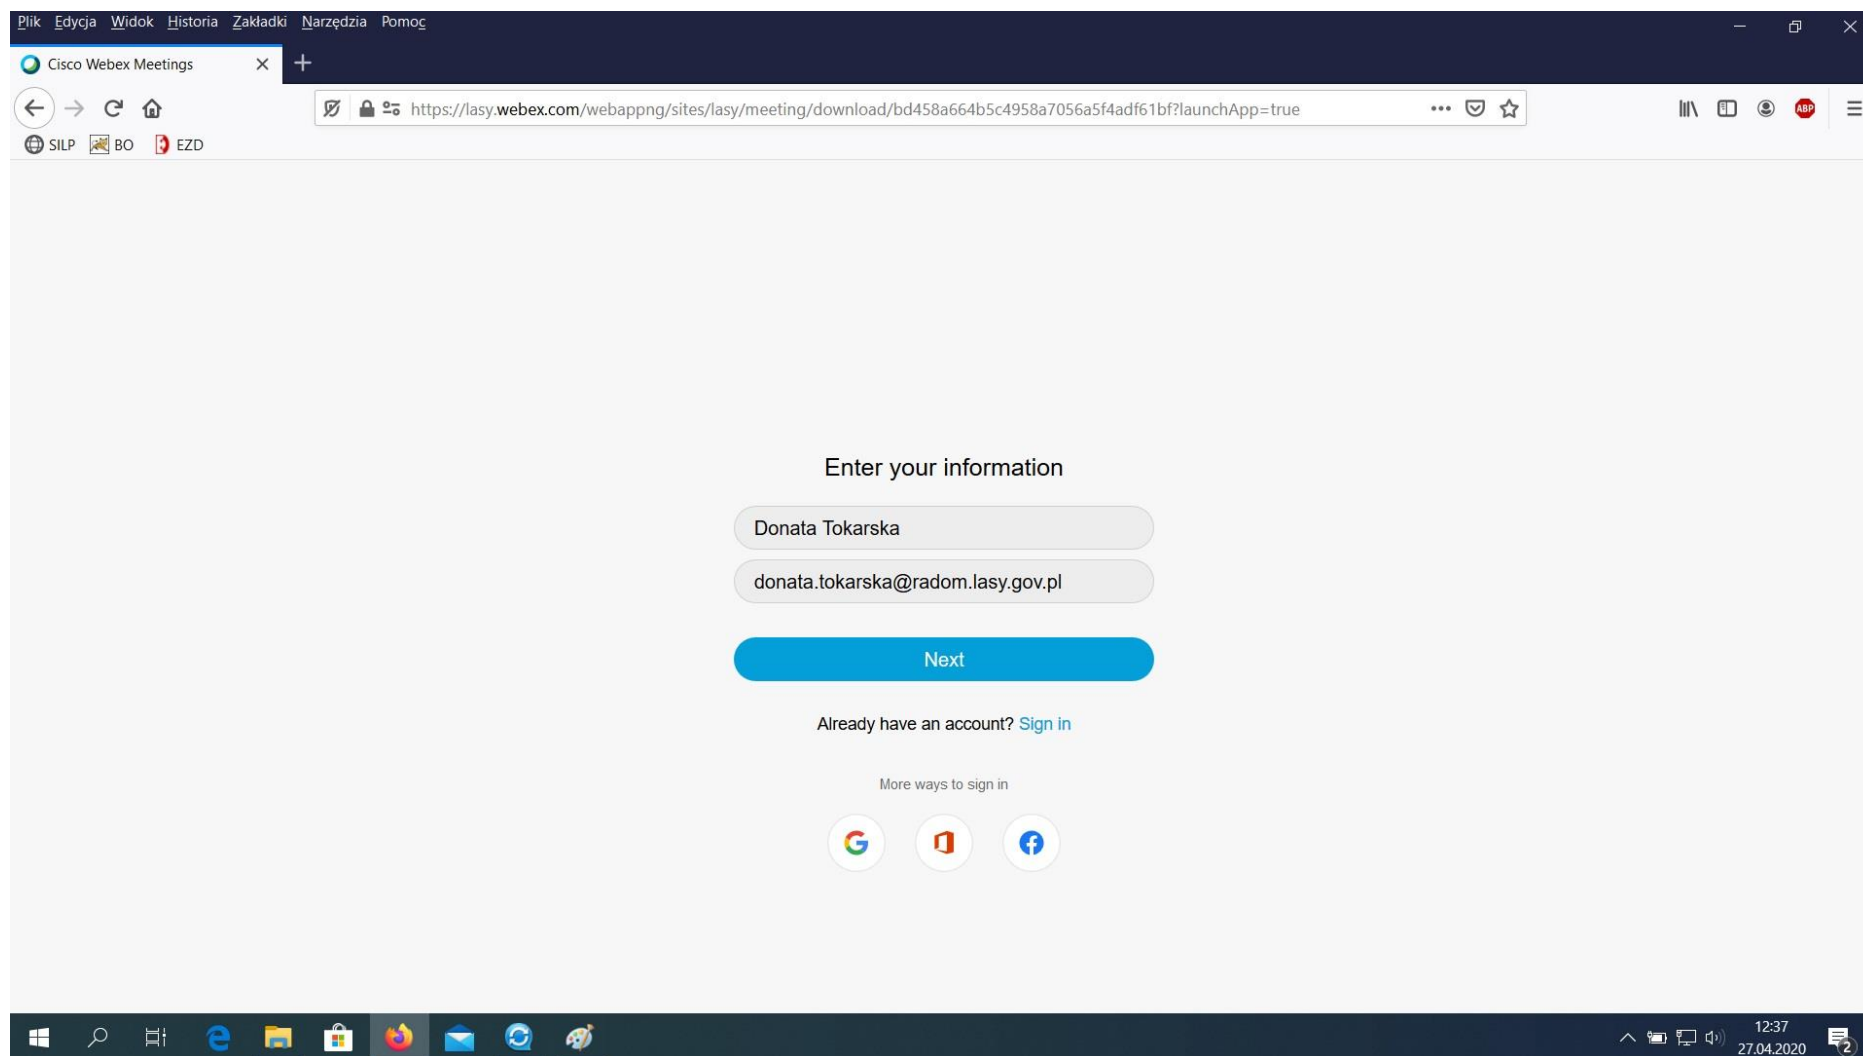 Plik Edycja Widok Historia Zakładki Narzędzia Pomoc
Cisco Webex Meetings
https://lasy.webex.com/webappng/sites/lasy/meeting/download/bd458a664b5c4958a7056a5f4adf61bf?launchApp=true
ABP
SILP BO EZD
Enter your information
Donata Tokarska
donata.tokarska@radom.lasy.gov.pl
Next
Already have an account? Sign in
More ways to sign in
12:37
27.04.2020
2